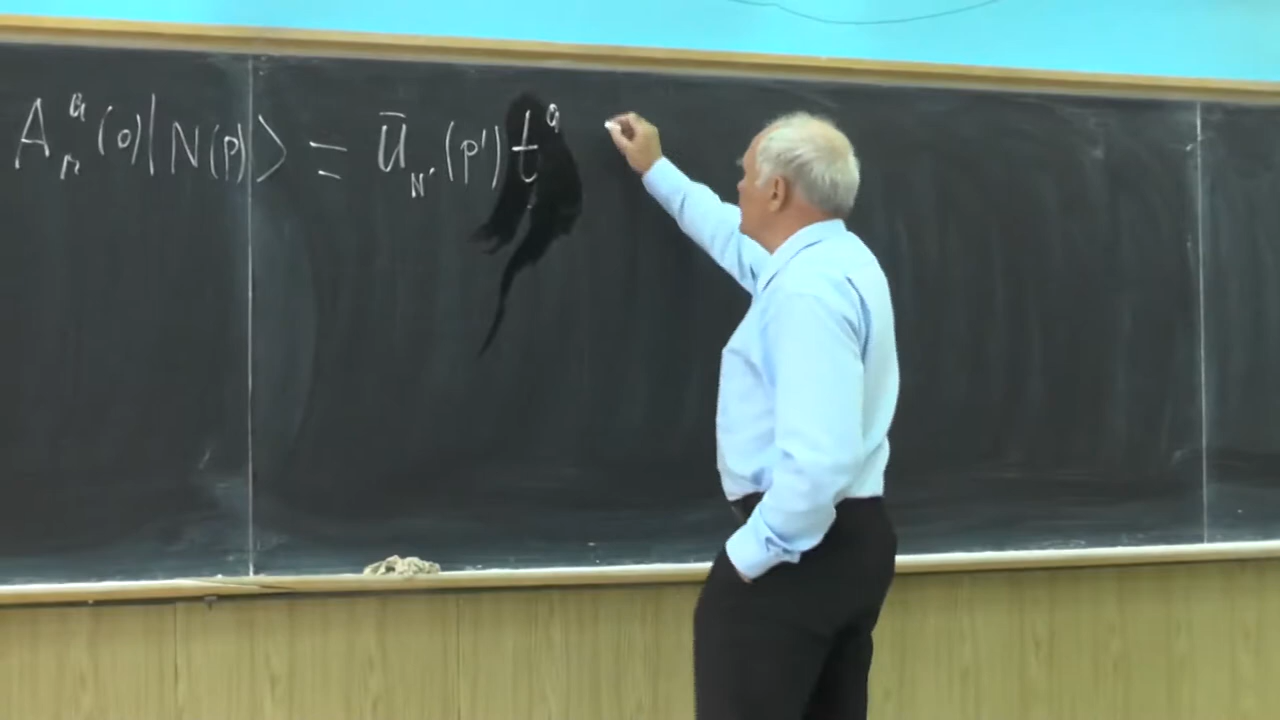 A_μ^a (0)|N(p)⟩ = ū_N' (p') t^a